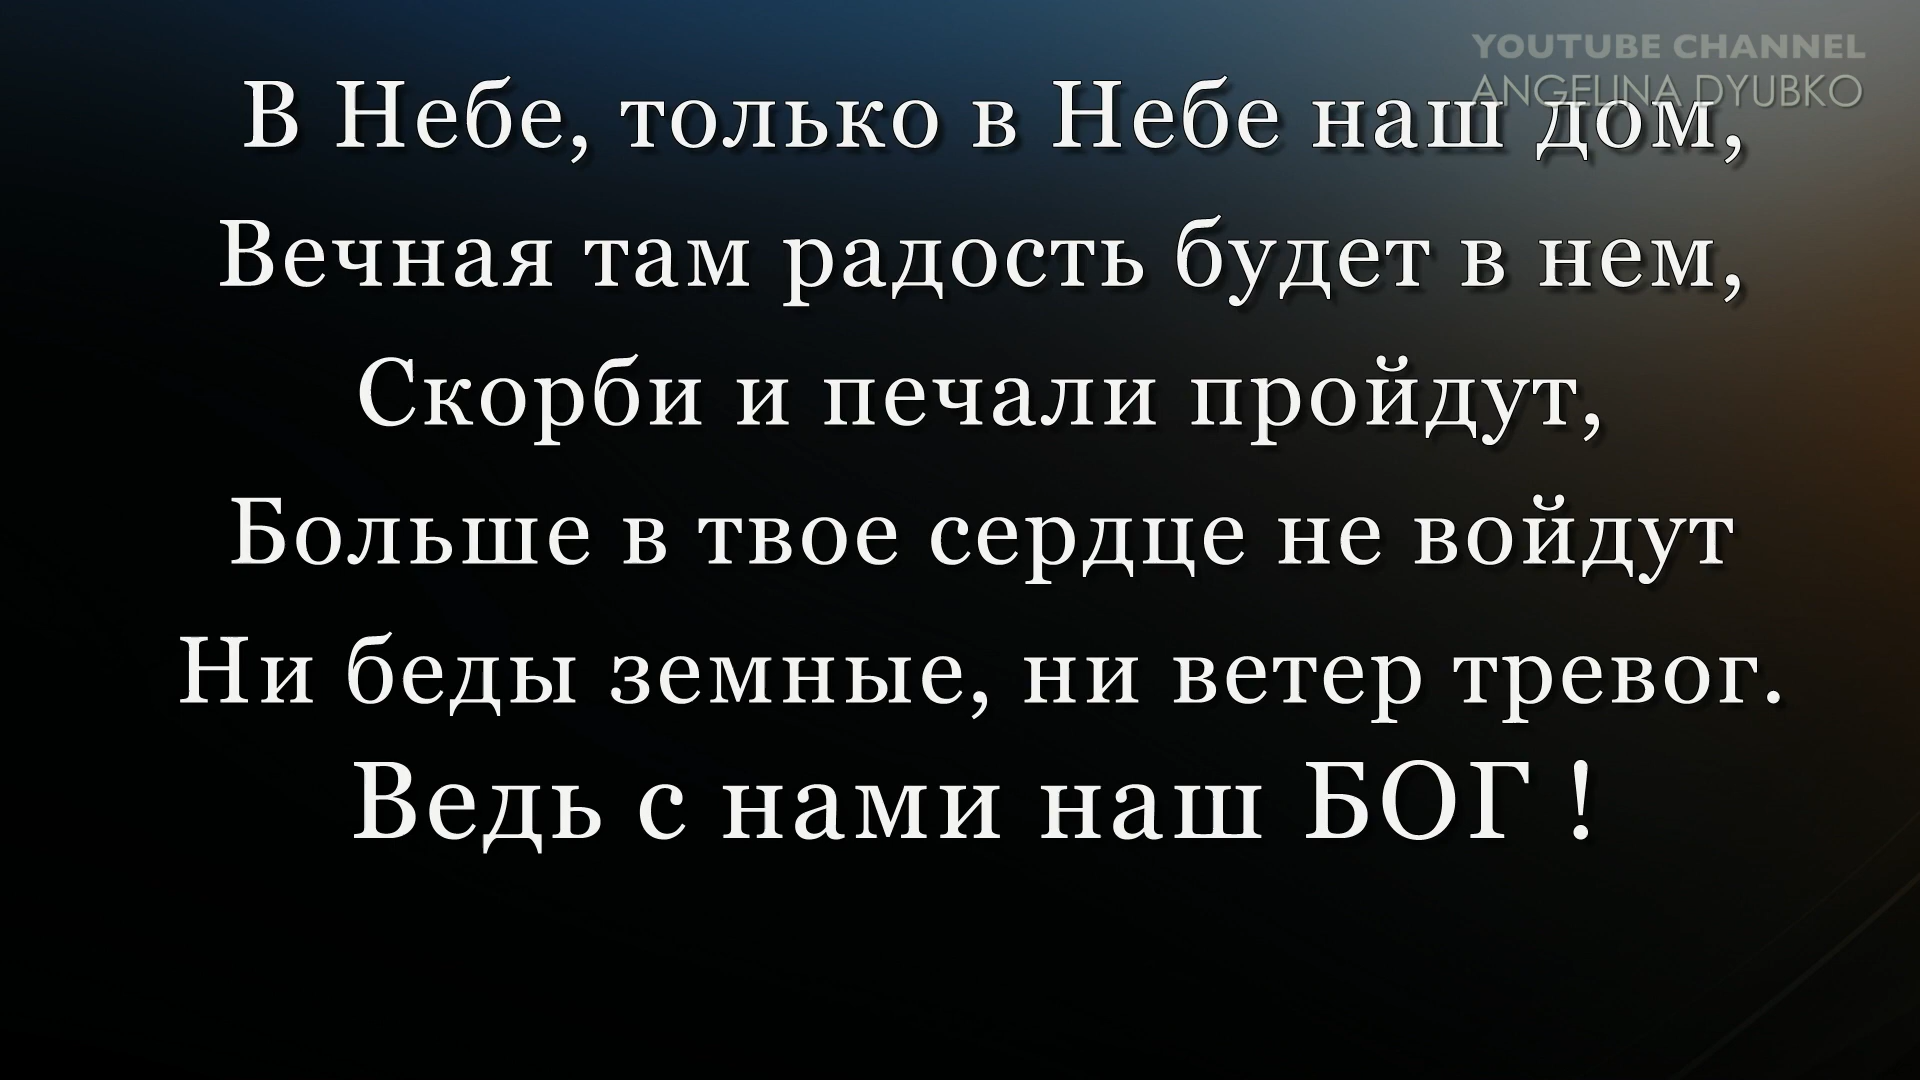 YOUTUBE CHANNEL
ANGELINA DYUBKO
В Небе, только в Небе наш дом,
Вечная там радость будет в нем,
Скорби и печали пройдут,
Больше в твое сердце не войдут
Ни беды земные, ни ветер тревог.
Ведь с нами наш БОГ !